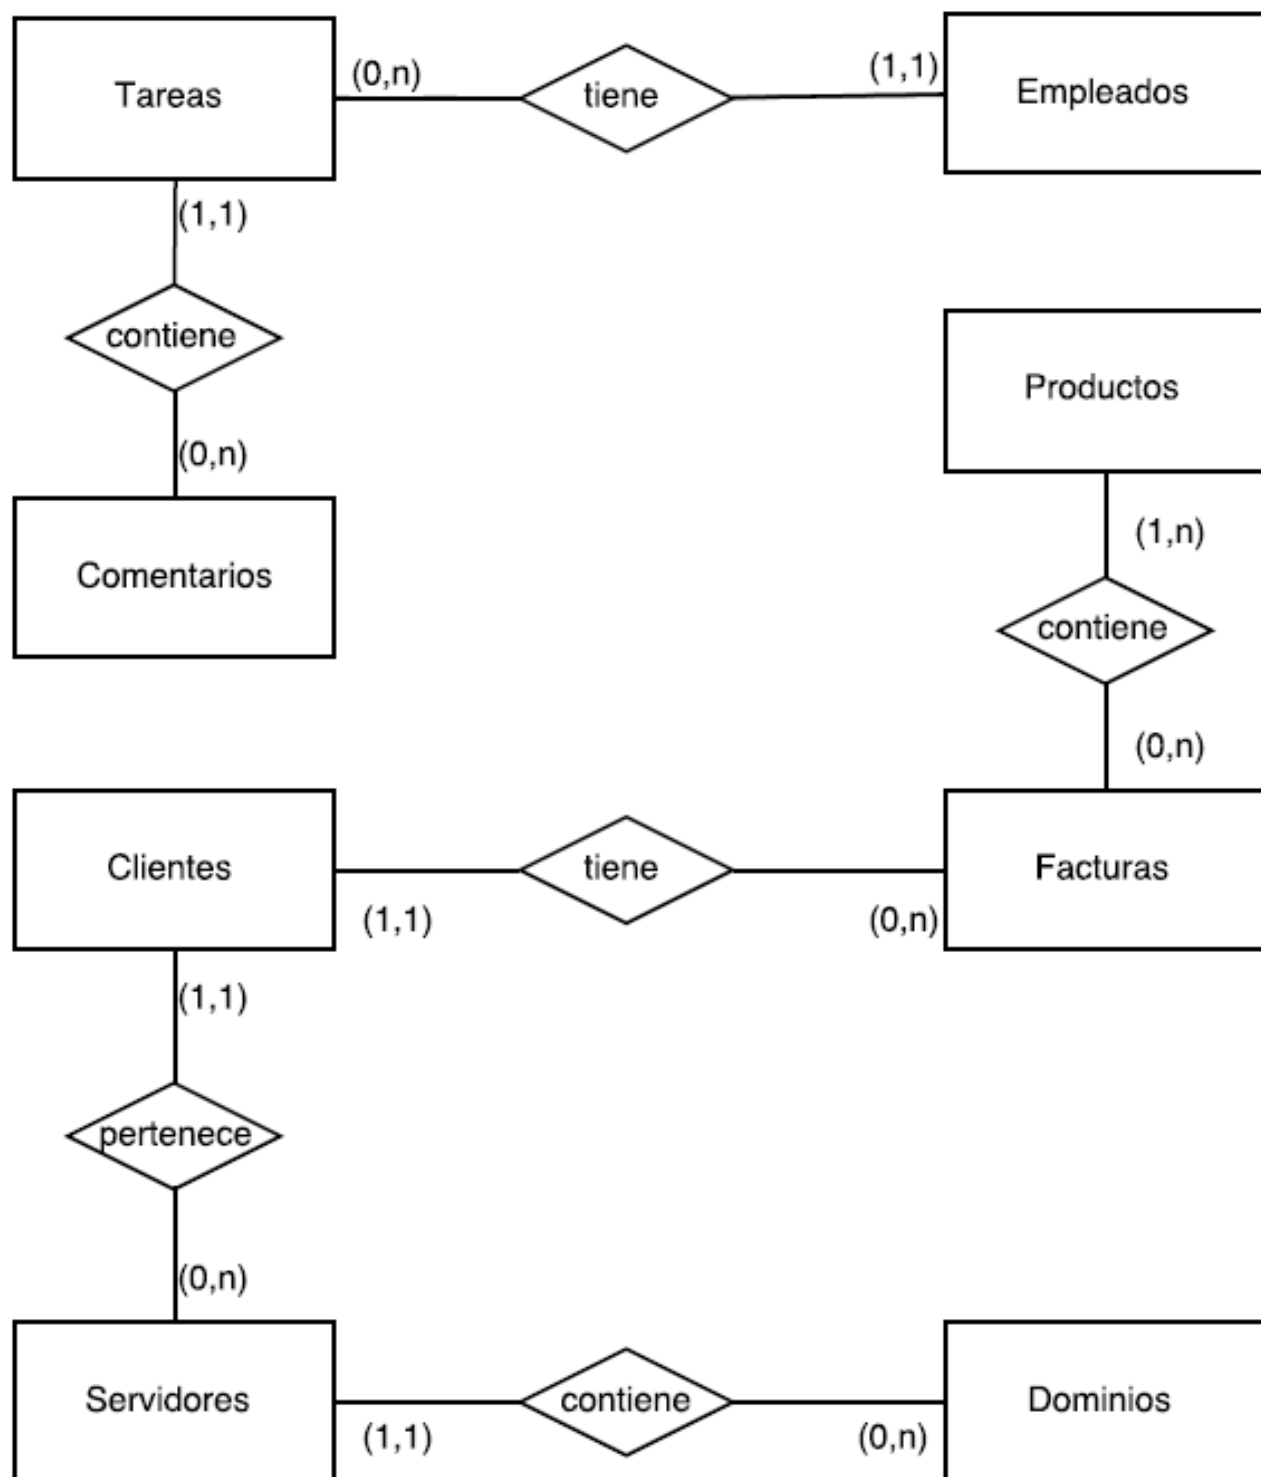 Tareas
(0,n)
tiene
(1,1)
Empleados
(1,1)
contiene
(0,n)
Comentarios
Productos
(1,n)
contiene
(0,n)
Clientes
(1,1)
tiene
(0,n)
Facturas
(1,1)
pertenece
(0,n)
Servidores
(1,1)
contiene
(0,n)
Dominios